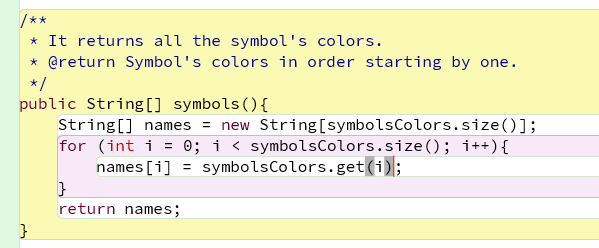 /**
 * It returns all the symbol's colors.
 * @return Symbol's colors in order starting by one.
 */
public String[] symbols(){
    String[] names = new String[symbolsColors.size()];
    for (int i = 0; i < symbolsColors.size(); i++){
        names[i] = symbolsColors.get(i);
    }
    return names;
}